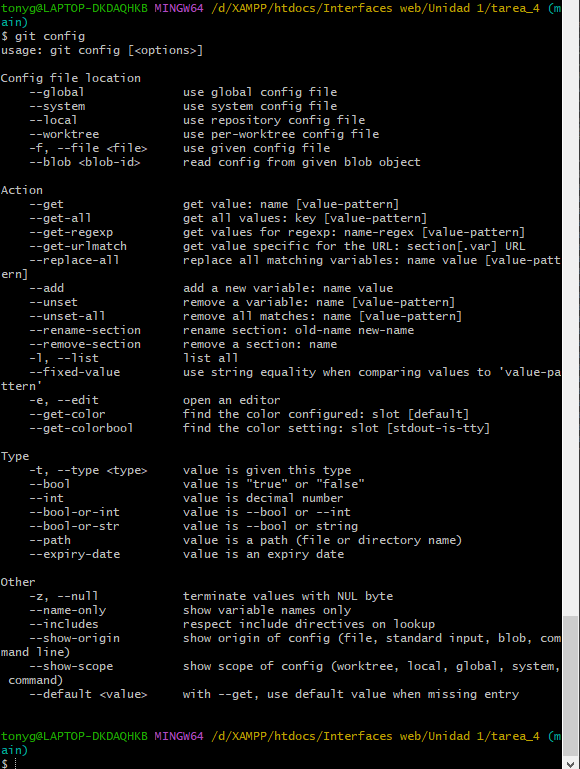 tonyg@LAPTOP-DKDAQHKB MINGW64 /d/XAMPP/htdocs/Interfaces web/Unidad 1/tarea_4 (m
ain)
$ git config
usage: git config [<options>]

Config file location
    --global              use global config file
    --system              use system config file
    --local               use repository config file
    --worktree            use per-worktree config file
    -f, --file <file>     use given config file
    --blob <blob-id>      read config from given blob object

Action
    --get                 get value: name [value-pattern]
    --get-all             get all values: key [value-pattern]
    --get-regexp          get values for regexp: name-regex [value-pattern]
    --get-urlmatch        get value specific for the URL: section[.var] URL
    --replace-all         replace all matching variables: name value [value-patt
ern]
    --add                 add a new variable: name value
    --unset               remove a variable: name [value-pattern]
    --unset-all           remove all matches: name [value-pattern]
    --rename-section      rename section: old-name new-name
    --remove-section      remove a section: name
    -l, --list            list all
    --fixed-value         use string equality when comparing values to 'value-pa
ttern'
    -e, --edit            open an editor
    --get-color           find the color configured: slot [default]
    --get-colorbool       find the color setting: slot [stdout-is-tty]

Type
    -t, --type <type>     value is given this type
    --bool                value is "true" or "false"
    --int                 value is decimal number
    --bool-or-int         value is --bool or --int
    --bool-or-str         value is --bool or string
    --path                value is a path (file or directory name)
    --expiry-date         value is an expiry date

Other
    -z, --null            terminate values with NUL byte
    --name-only           show variable names only
    --includes            respect include directives on lookup
    --show-origin         show origin of config (file, standard input, blob, com
mand line)
    --show-scope          show scope of config (worktree, local, global, system,
 command)
    --default <value>     with --get, use default value when missing entry


tonyg@LAPTOP-DKDAQHKB MINGW64 /d/XAMPP/htdocs/Interfaces web/Unidad 1/tarea_4 (m
ain)
$